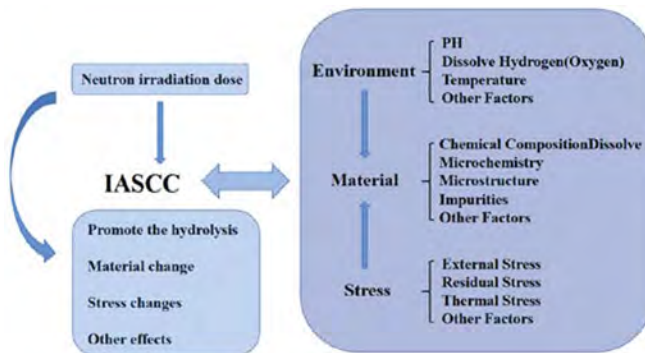 Neutron irradiation dose
IASCC
Promote the hydrolysis
Material change
Stress changes
Other effects
Environment
PH
Dissolve Hydrogen(Oxygen)
Temperature
Other Factors
Material
Chemical CompositionDissolve
Microchemistry
Microstructure
Impurities
Other Factors
Stress
External Stress
Residual Stress
Thermal Stress
Other Factors